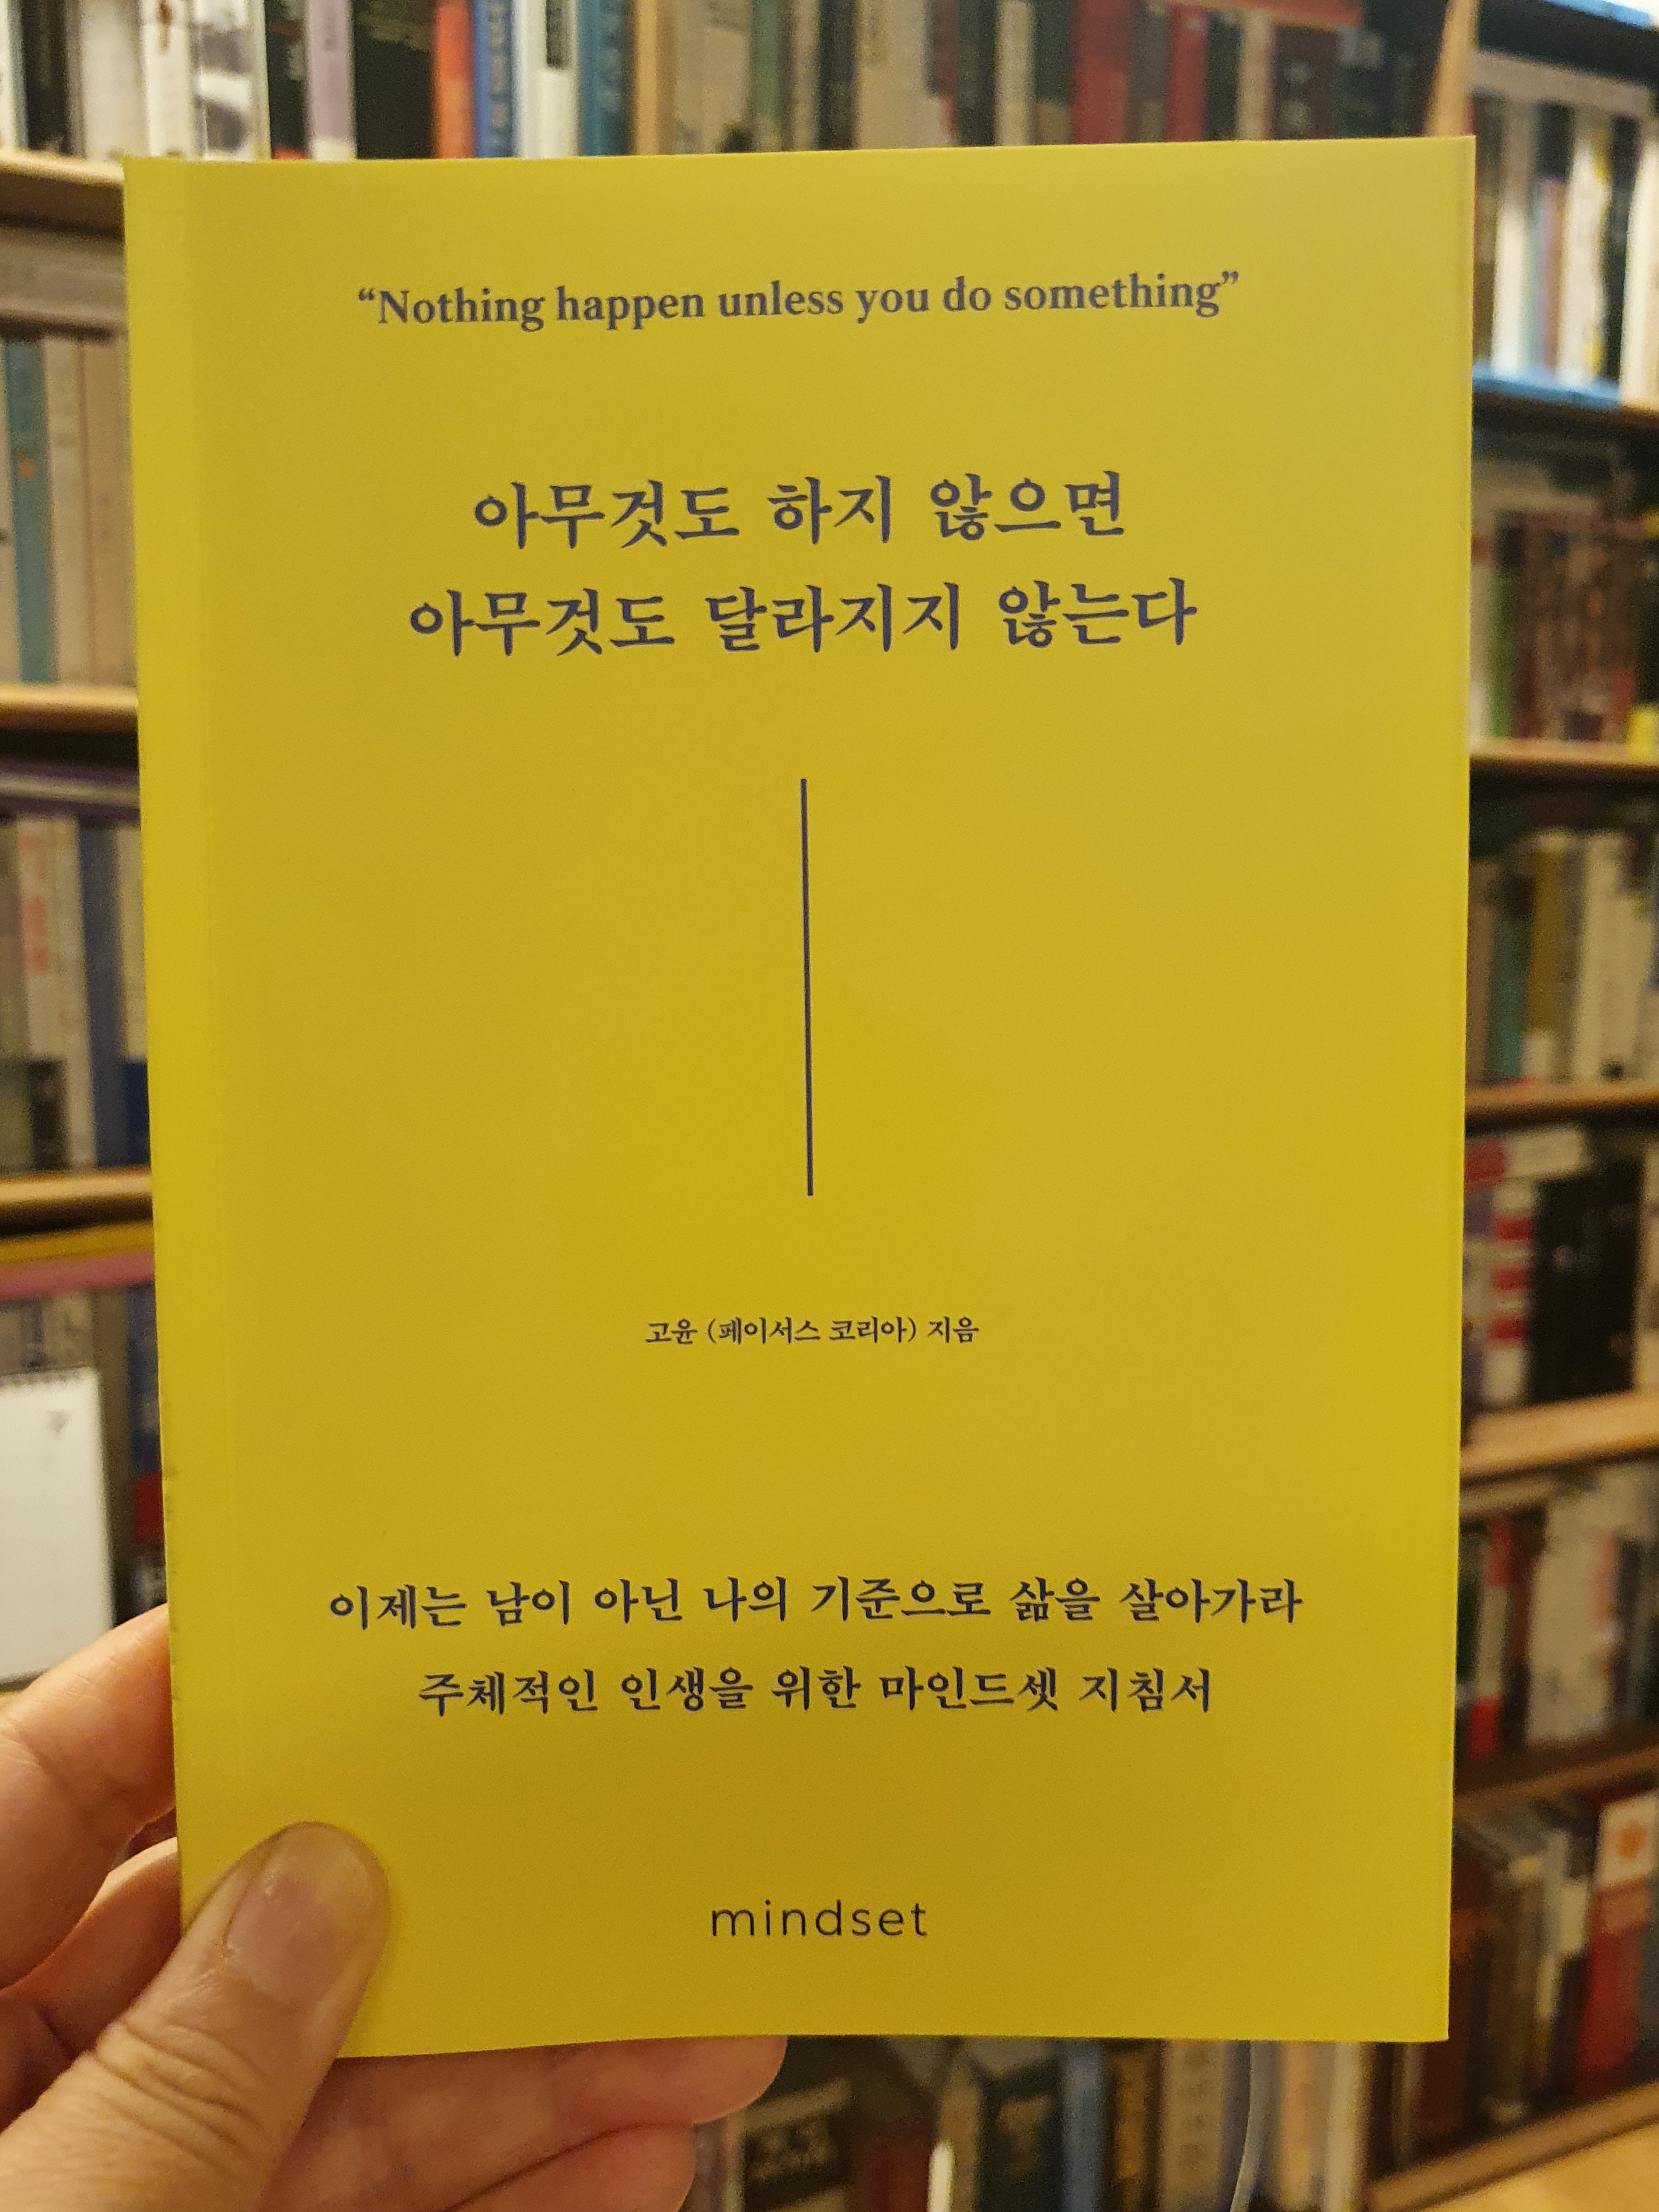 “Nothing happen unless you do something”
아무것도 하지 않으면
아무것도 달라지지 않는다
고윤 (페이서스 코리아) 지음
이제는 남이 아닌 나의 기준으로 삶을 살아가라
주체적인 인생을 위한 마인드셋 지침서
mindset